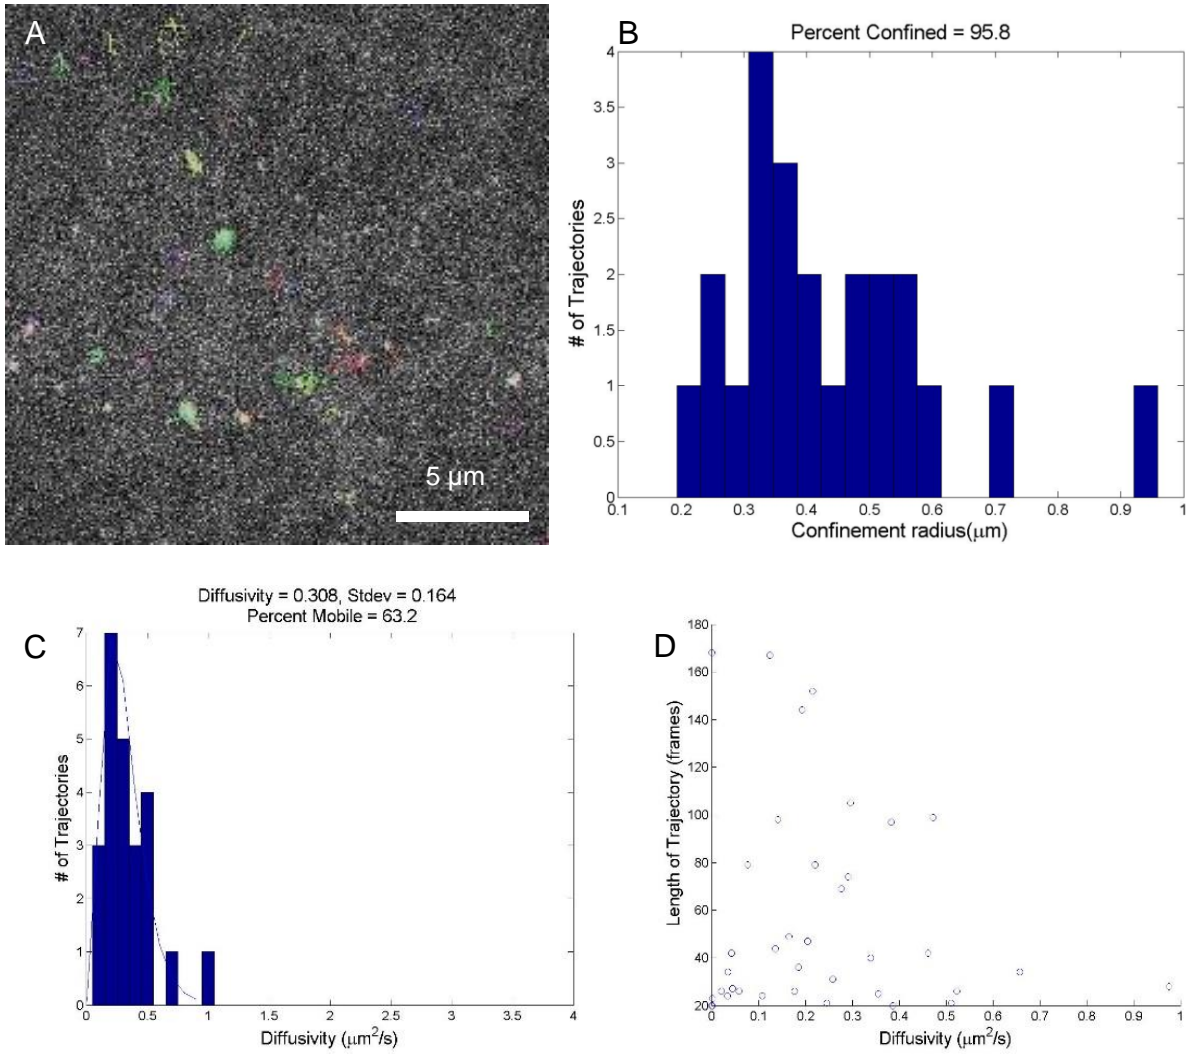 A
5 μm
B
Percent Confined = 95.8
4
3.5
3
2.5
2
1.5
1
0.5
0
# of Trajectories
0.1 0.2 0.3 0.4 0.5 0.6 0.7 0.8 0.9 1
Confinement radius(μm)
C
Diffusivity = 0.308, Stdev = 0.164
Percent Mobile = 63.2
7
6
5
4
3
2
1
0
# of Trajectories
0 0.5 1 1.5 2 2.5 3 3.5 4
Diffusivity (μm²/s)
D
180
160
140
120
100
80
60
40
20
Length of Trajectory (frames)
0 0.1 0.2 0.3 0.4 0.5 0.6 0.7 0.8 0.9 1
Diffusivity (μm²/s)